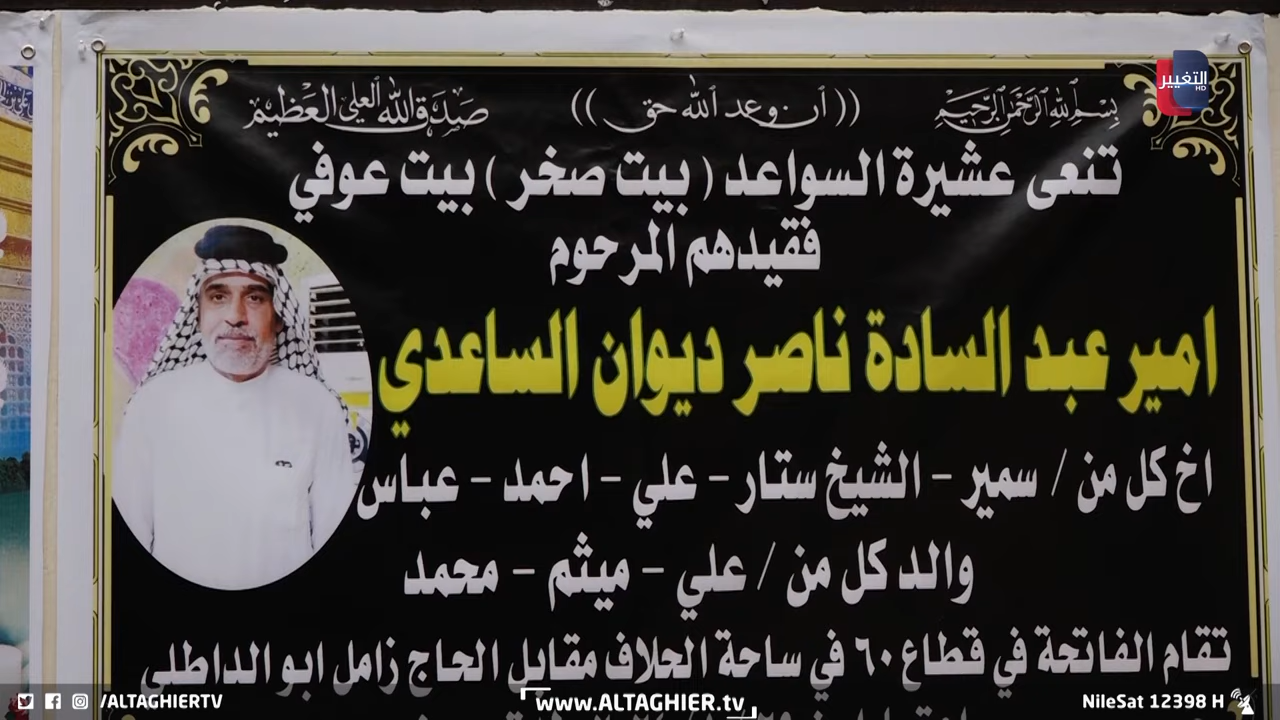 التغيير HD
بسم الله الرحمن الرحيم (( ان وعد الله حق )) صدق الله العلي العظيم
تنعى عشيرة السواعد ( بيت صخر ) بيت عوفي
فقيدهم المرحوم
امير عبد السادة ناصر ديوان الساعدي
اخ كل من / سمير - الشيخ ستار - علي - احمد - عباس
والد كل من / علي - ميثم - محمد
تقام الفاتحة في قطاع ٦٠ في ساحة الحلاف مقابل الحاج زامل ابو الداطلي
/ALTAGHIERTV www.ALTAGHIER.tv NileSat 12398 H